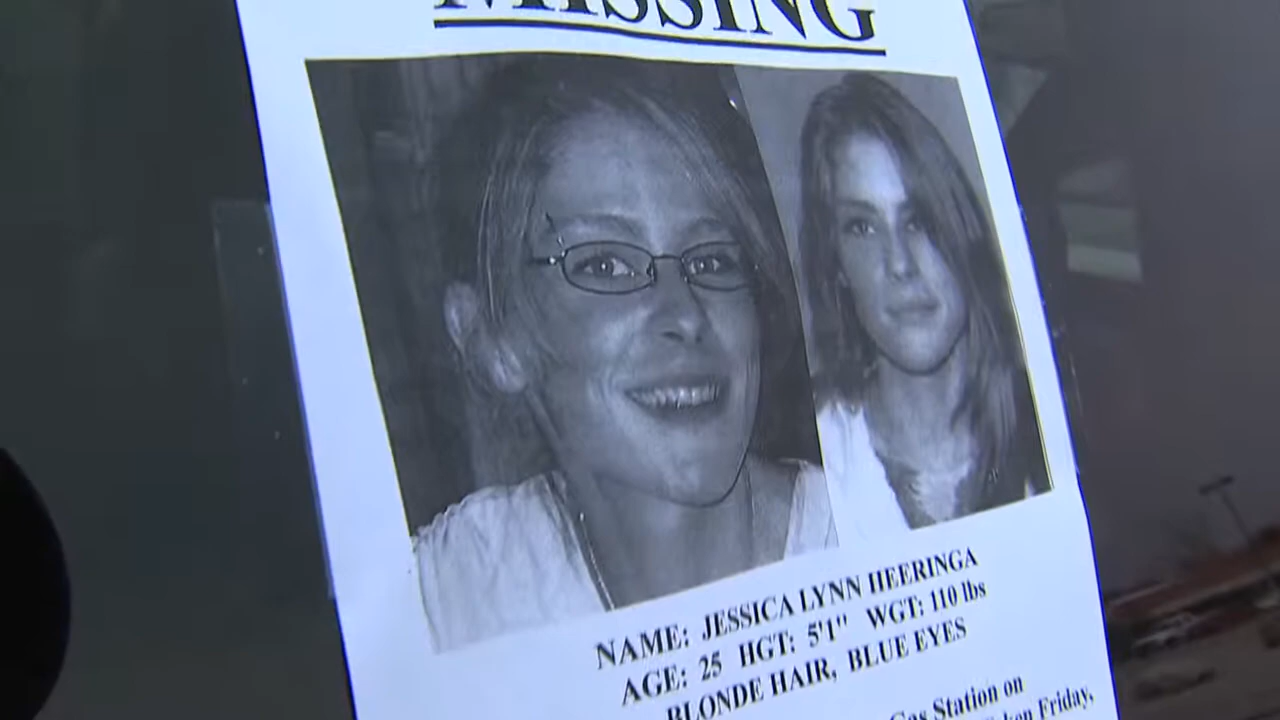 MISSING
NAME: JESSICA LYNN HEERINGA
AGE: 25 HGT: 5'1" WGT: 110 lbs
BLONDE HAIR, BLUE EYES
Gas Station on
Friday,